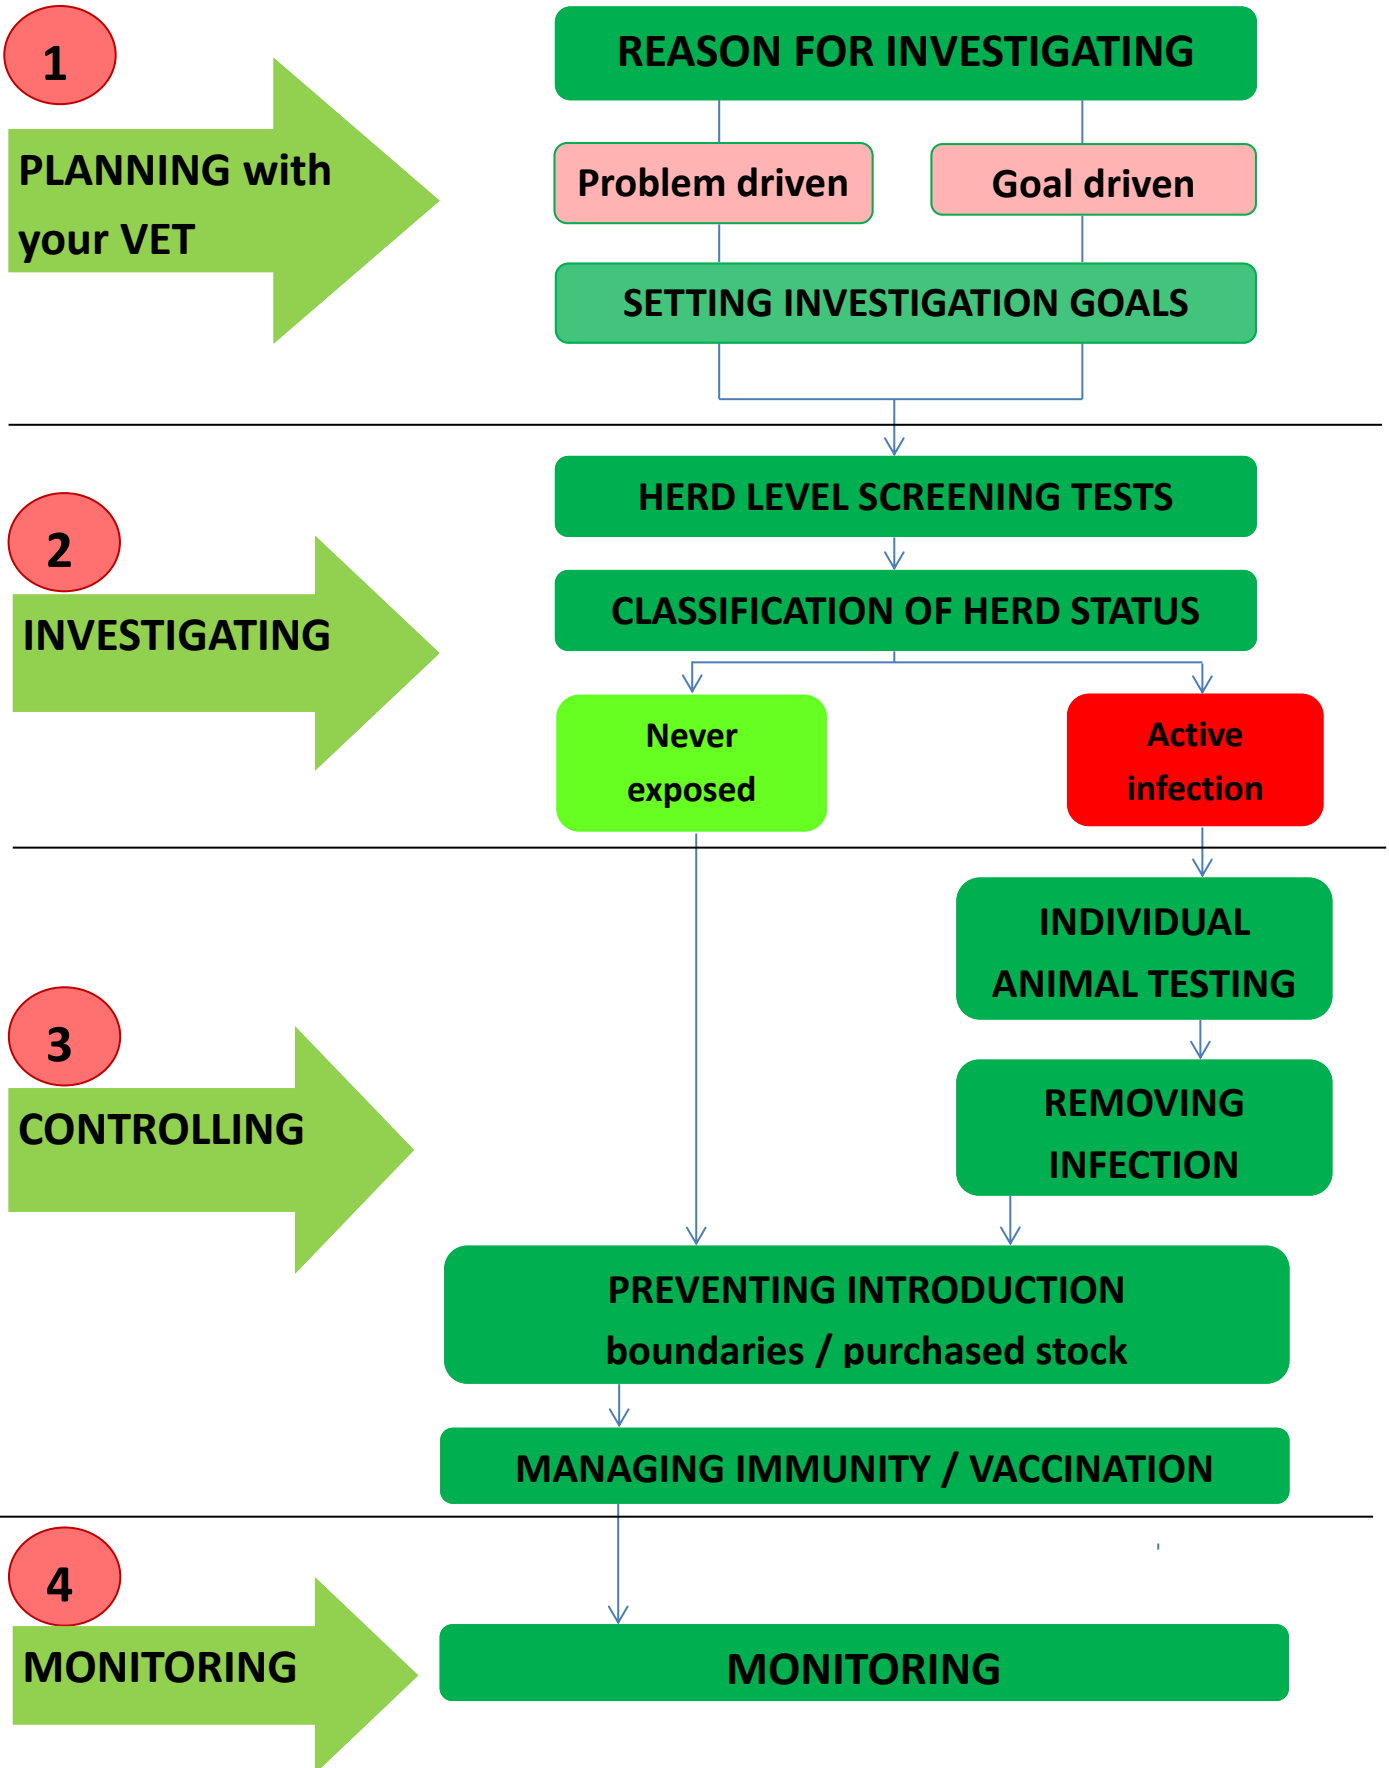 1
PLANNING with
your VET
REASON FOR INVESTIGATING
Problem driven
Goal driven
SETTING INVESTIGATION GOALS
2
INVESTIGATING
HERD LEVEL SCREENING TESTS
CLASSIFICATION OF HERD STATUS
Never
exposed
Active
infection
3
CONTROLLING
INDIVIDUAL
ANIMAL TESTING
REMOVING
INFECTION
PREVENTING INTRODUCTION
boundaries / purchased stock
MANAGING IMMUNITY / VACCINATION
4
MONITORING
MONITORING